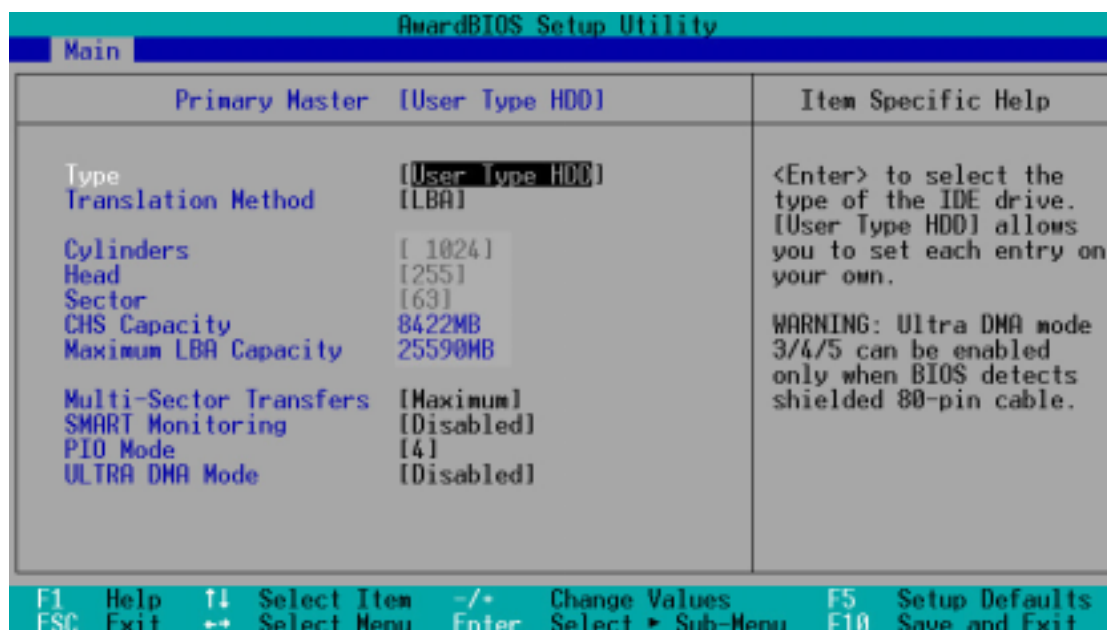 AwardBIOS Setup Utility
Main
Primary Master [User Type HDD]
Item Specific Help
Type [User Type HDD]
Translation Method [LBA]
Cylinders [ 1024]
Head [255]
Sector [63]
CHS Capacity 8422MB
Maximum LBA Capacity 25590MB
Multi-Sector Transfers [Maximum]
SMART Monitoring [Disabled]
PIO Mode [4]
ULTRA DMA Mode [Disabled]
<Enter> to select the
type of the IDE drive.
[User Type HDD] allows
you to set each entry on
your own.
WARNING: Ultra DMA mode
3/4/5 can be enabled
only when BIOS detects
shielded 80-pin cable.
F1 Help ↑↓ Select Item -/+ Change Values F5 Setup Defaults
ESC Exit ←→ Select Menu Enter Select ► Sub-Menu F10 Save and Exit